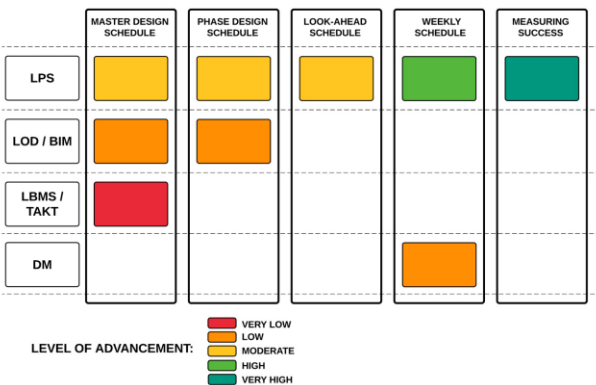 MASTER DESIGN
SCHEDULE
PHASE DESIGN
SCHEDULE
LOOK-AHEAD
SCHEDULE
WEEKLY
SCHEDULE
MEASURING
SUCCESS
LPS
LOD / BIM
LBMS /
TAKT
DM
LEVEL OF ADVANCEMENT:
VERY LOW
LOW
MODERATE
HIGH
VERY HIGH